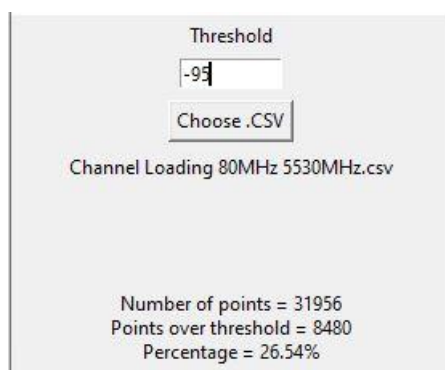 Threshold
-95
Choose .CSV
Channel Loading 80MHz 5530MHz.csv
Number of points = 31956
Points over threshold = 8480
Percentage = 26.54%